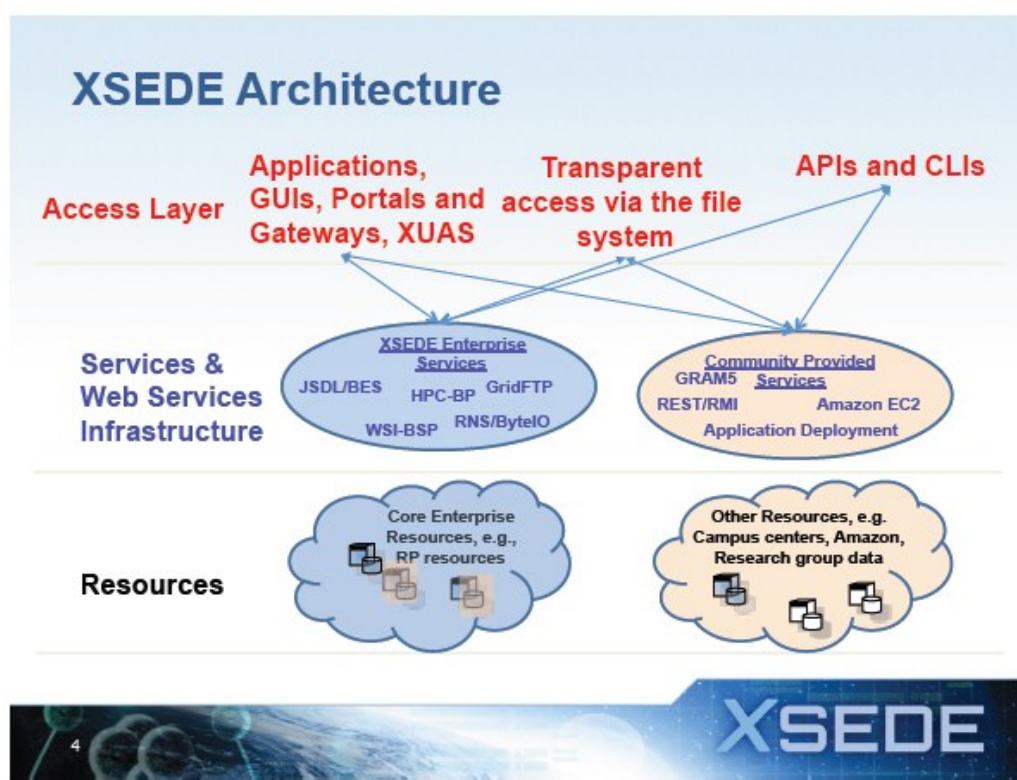 XSEDE Architecture
Access Layer
Applications,
GUIs, Portals and
Gateways, XUAS
Transparent
access via the file
system
APIs and CLIs
Services &
Web Services
Infrastructure
XSEDE Enterprise
Services
JSDL/BES
HPC-BP
GridFTP
WSI-BSP
RNS/ByteIO
Community Provided
Services
GRAM5
REST/RMI
Amazon EC2
Application Deployment
Resources
Core Enterprise
Resources, e.g.,
RP resources
Other Resources, e.g.
Campus centers, Amazon,
Research group data
4
XSEDE